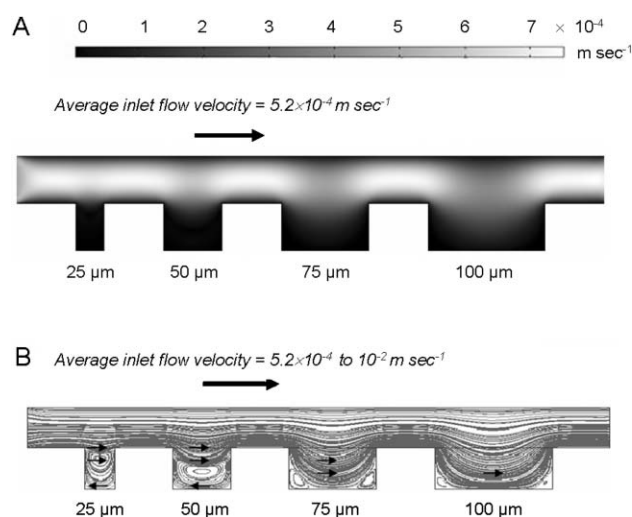 A
0 1 2 3 4 5 6 7 × 10⁻⁴
m sec⁻¹
Average inlet flow velocity = 5.2×10⁻⁴ m sec⁻¹
25 µm 50 µm 75 µm 100 µm
B
Average inlet flow velocity = 5.2×10⁻⁴ to 10⁻² m sec⁻¹
25 µm 50 µm 75 µm 100 µm